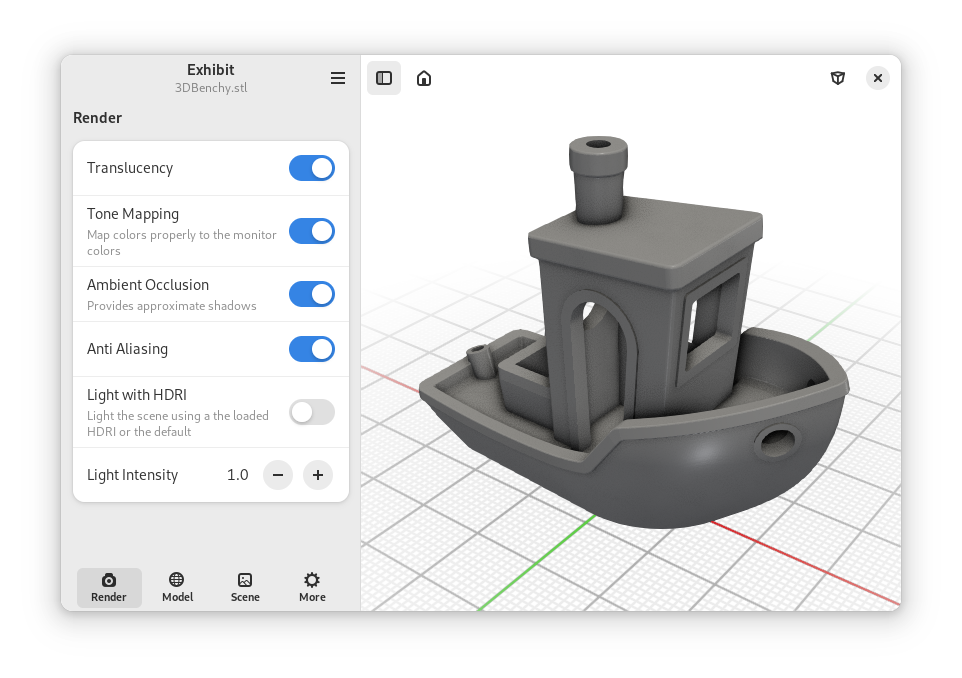 Exhibit
3DBenchy.stl
Render
Translucency
Tone Mapping
Map colors properly to the monitor
colors
Ambient Occlusion
Provides approximate shadows
Anti Aliasing
Light with HDRI
Light the scene using a the loaded
HDRI or the default
Light Intensity 1.0
Render Model Scene More